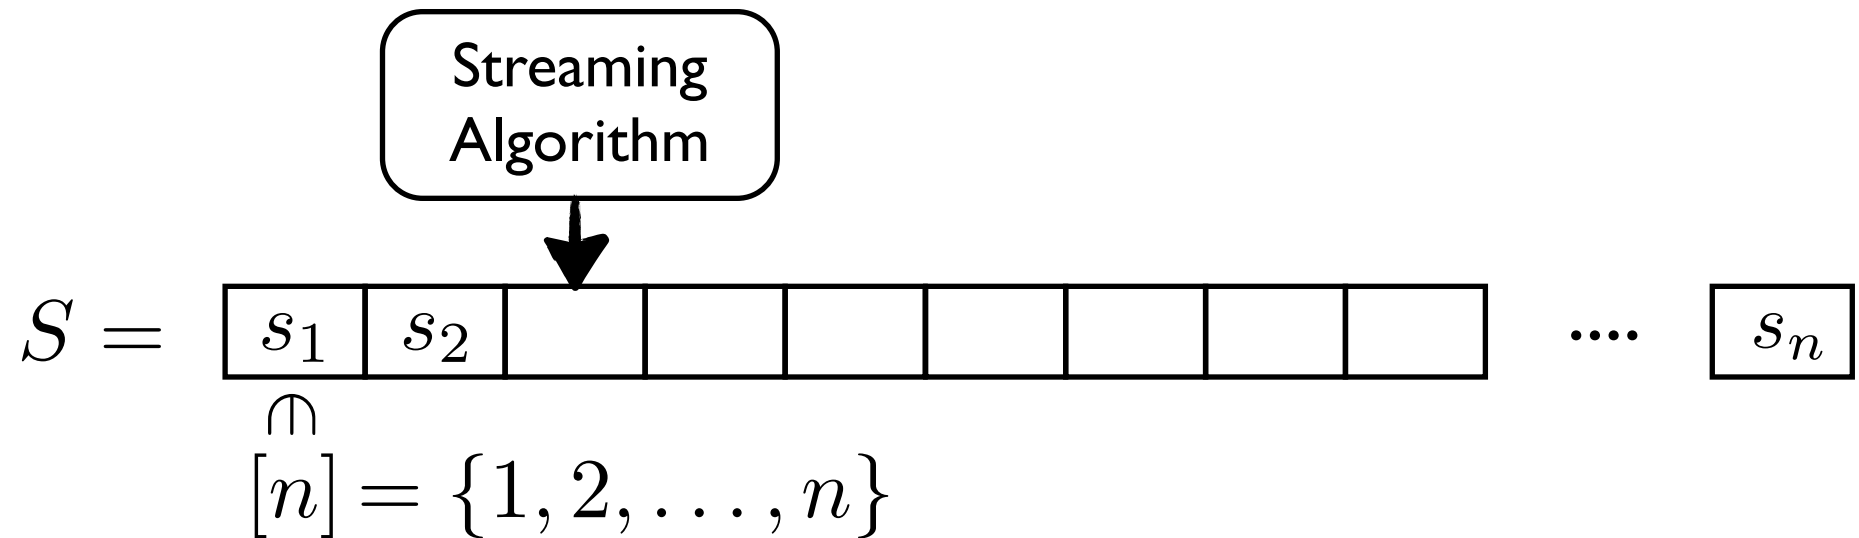 Streaming
Algorithm
S = s₁ s₂ .... sₙ
∈
[n] = {1, 2, . . . , n}